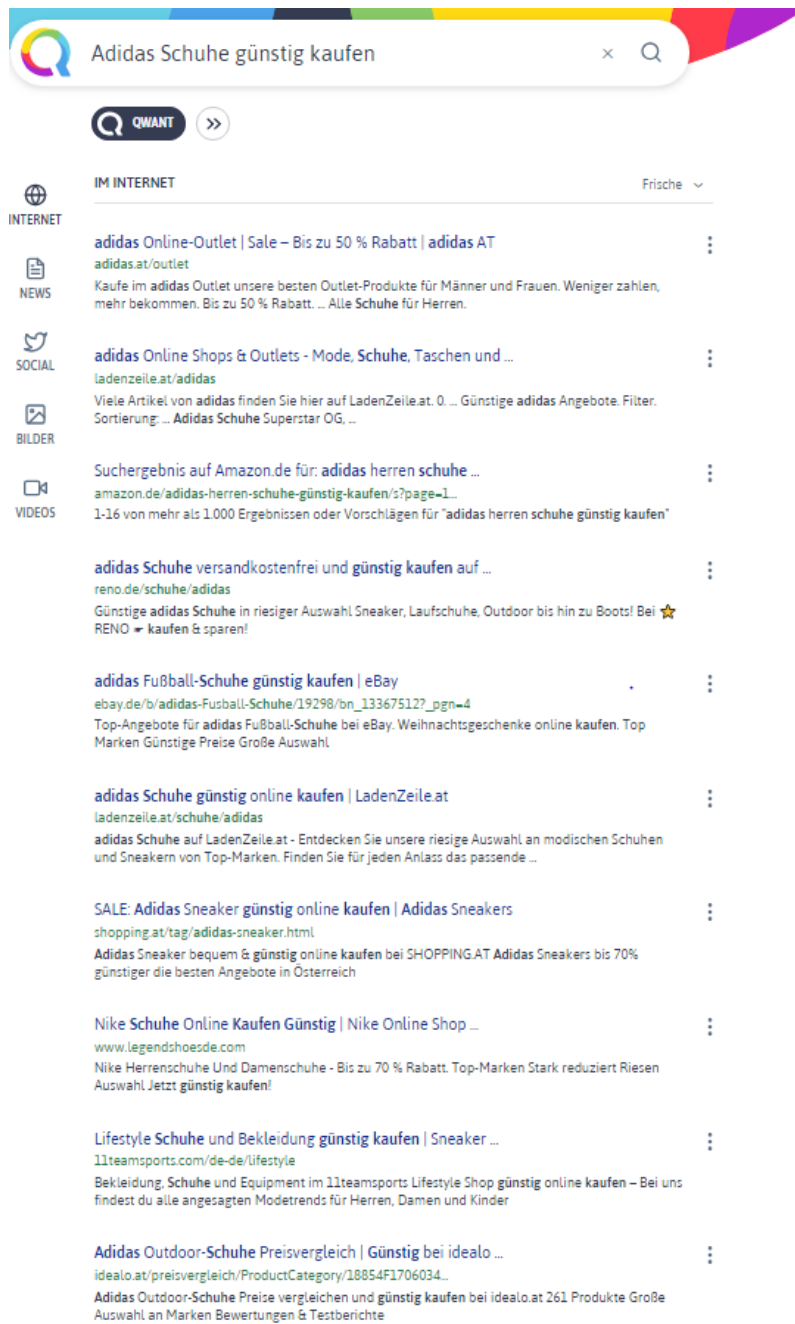 Adidas Schuhe günstig kaufen
QWANT
IM INTERNET
Frische
INTERNET
NEWS
SOCIAL
BILDER
VIDEOS
adidas Online-Outlet | Sale – Bis zu 50 % Rabatt | adidas AT
adidas.at/outlet
Kaufe im adidas Outlet unsere besten Outlet-Produkte für Männer und Frauen. Weniger zahlen,
mehr bekommen. Bis zu 50 % Rabatt. ... Alle Schuhe für Herren.
adidas Online Shops & Outlets - Mode, Schuhe, Taschen und ...
ladenzeile.at/adidas
Viele Artikel von adidas finden Sie hier auf LadenZeile.at. 0. ... Günstige adidas Angebote. Filter.
Sortierung: ... Adidas Schuhe Superstar OG, ...
Suchergebnis auf Amazon.de für: adidas herren schuhe ...
amazon.de/adidas-herren-schuhe-günstig-kaufen/s?page=1...
1-16 von mehr als 1.000 Ergebnissen oder Vorschlägen für "adidas herren schuhe günstig kaufen"
adidas Schuhe versandkostenfrei und günstig kaufen auf ...
reno.de/schuhe/adidas
Günstige adidas Schuhe in riesiger Auswahl Sneaker, Laufschuhe, Outdoor bis hin zu Boots! Bei ⭐
RENO ☛ kaufen & sparen!
adidas Fußball-Schuhe günstig kaufen | eBay
ebay.de/b/adidas-Fusball-Schuhe/19298/bn_13367512?_pgn=4
Top-Angebote für adidas Fußball-Schuhe bei eBay. Weihnachtsgeschenke online kaufen. Top
Marken Günstige Preise Große Auswahl
adidas Schuhe günstig online kaufen | LadenZeile.at
ladenzeile.at/schuhe/adidas
adidas Schuhe auf LadenZeile.at - Entdecken Sie unsere riesige Auswahl an modischen Schuhen
und Sneakern von Top-Marken. Finden Sie für jeden Anlass das passende ...
SALE: Adidas Sneaker günstig online kaufen | Adidas Sneakers
shopping.at/tag/adidas-sneaker.html
Adidas Sneaker bequem & günstig online kaufen bei SHOPPING.AT Adidas Sneakers bis 70%
günstiger die besten Angebote in Österreich
Nike Schuhe Online Kaufen Günstig | Nike Online Shop ...
www.legendshoesde.com
Nike Herrenschuhe Und Damenschuhe - Bis zu 70 % Rabatt. Top-Marken Stark reduziert Riesen
Auswahl Jetzt günstig kaufen!
Lifestyle Schuhe und Bekleidung günstig kaufen | Sneaker ...
11teamsports.com/de-de/lifestyle
Bekleidung, Schuhe und Equipment im 11teamsports Lifestyle Shop günstig online kaufen – Bei uns
findest du alle angesagten Modetrends für Herren, Damen und Kinder
Adidas Outdoor-Schuhe Preisvergleich | Günstig bei idealo ...
idealo.at/preisvergleich/ProductCategory/18854F1706034...
Adidas Outdoor-Schuhe Preise vergleichen und günstig kaufen bei idealo.at 261 Produkte Große
Auswahl an Marken Bewertungen & Testberichte